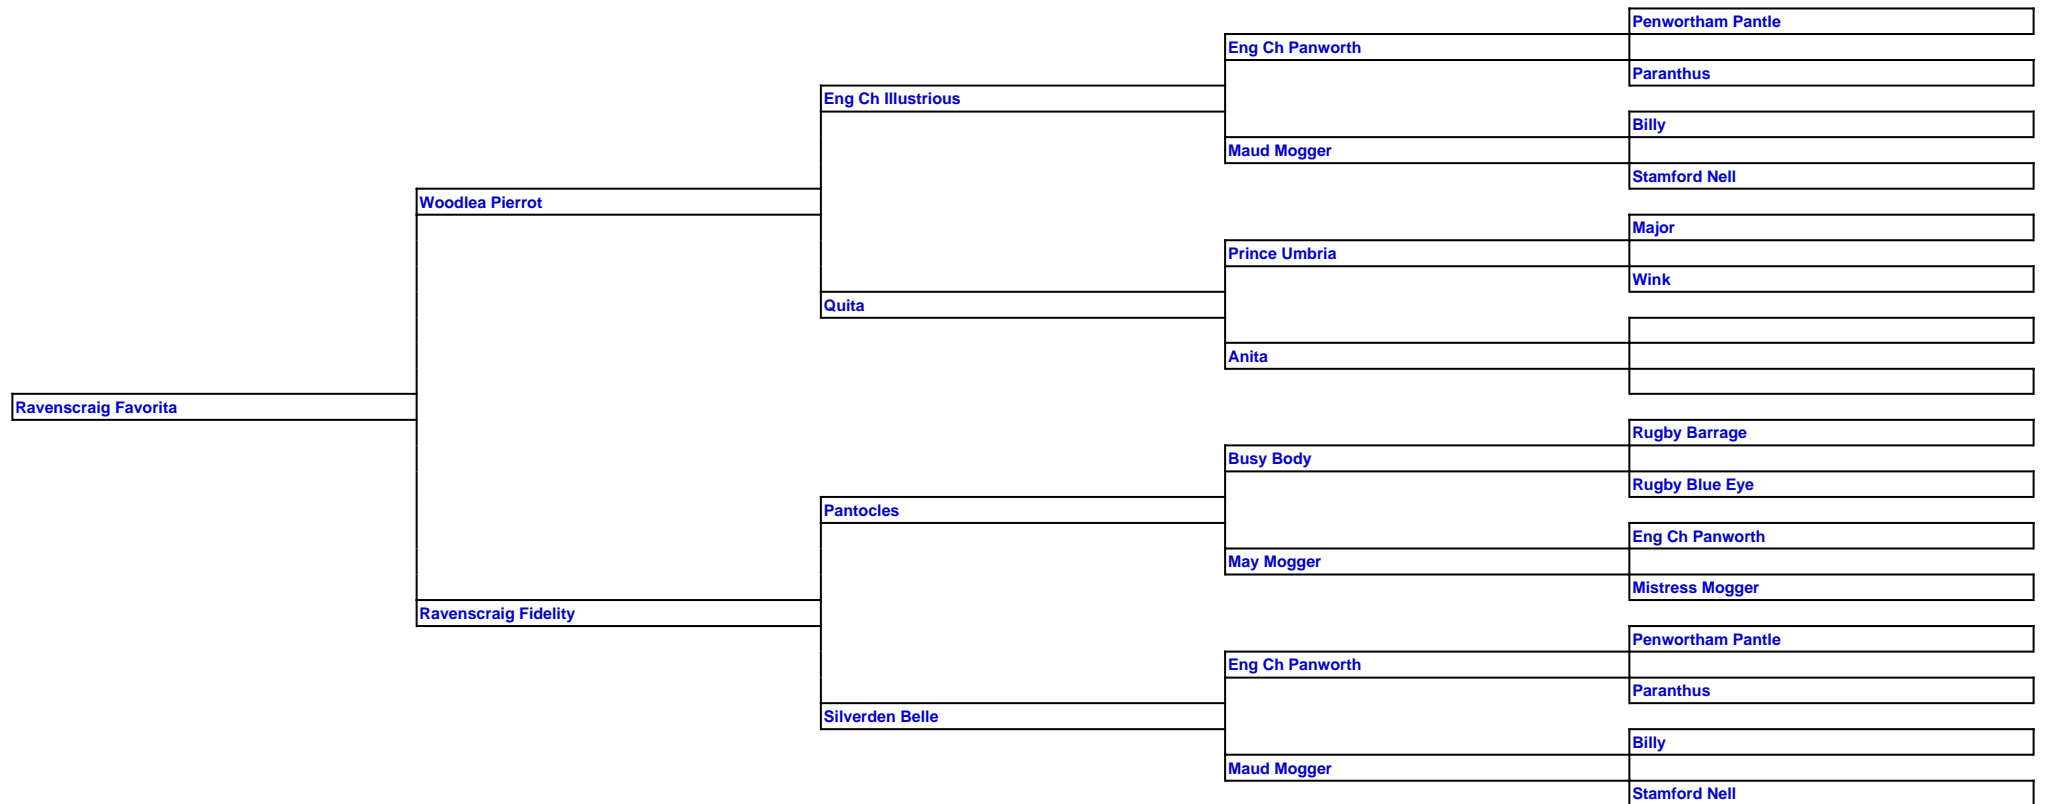 Penwortham Pantle
Eng Ch Panworth
Paranthus
Eng Ch Illustrious
Billy
Maud Mogger
Stamford Nell
Woodlea Pierrot
Major
Prince Umbria
Wink
Quita
Anita
Ravenscraig Favorita
Rugby Barrage
Busy Body
Rugby Blue Eye
Pantocles
Eng Ch Panworth
May Mogger
Mistress Mogger
Ravenscraig Fidelity
Penwortham Pantle
Eng Ch Panworth
Paranthus
Silverden Belle
Billy
Maud Mogger
Stamford Nell